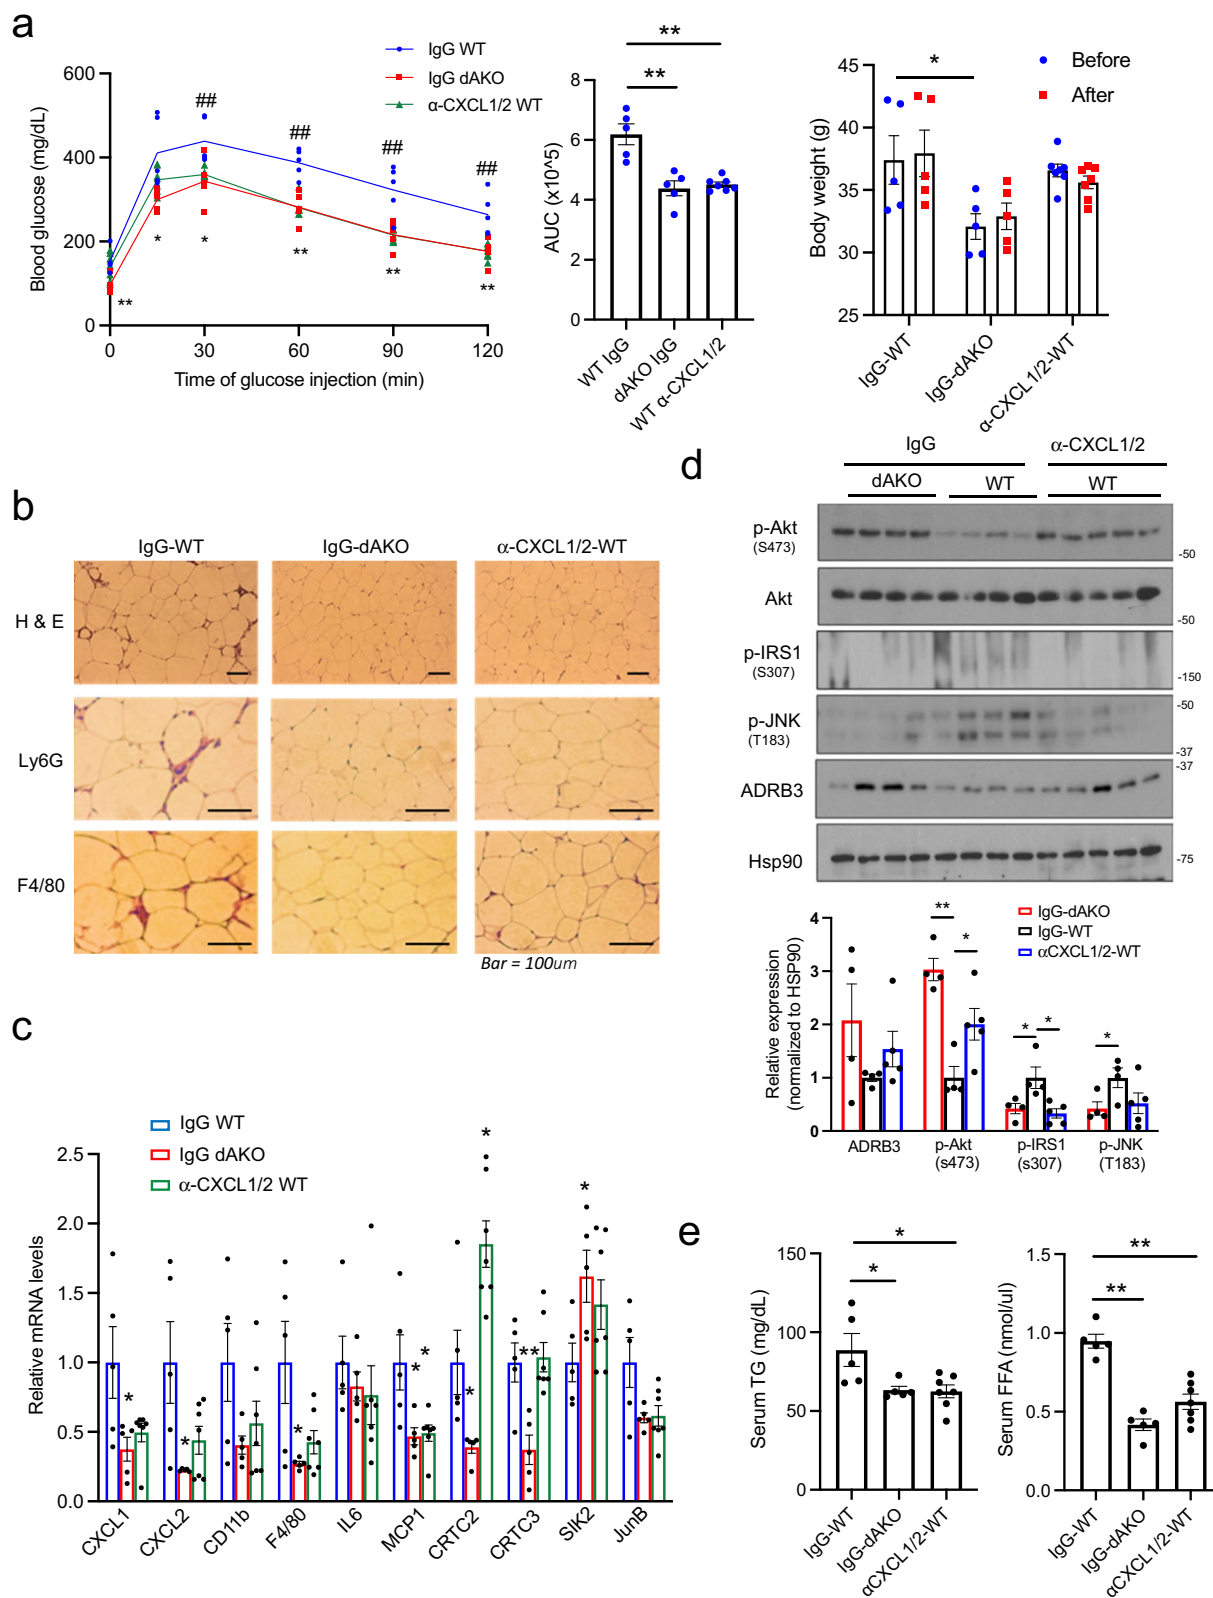 a
IgG WT
IgG dAKO
α-CXCL1/2 WT
600
400
200
0
Blood glucose (mg/dL)
##
##
##
##
*
*
**
**
**
**
0
30
60
90
120
Time of glucose injection (min)
**
**
8
6
4
2
0
AUC (x10^5)
WT IgG
dAKO IgG
WT α-CXCL1/2
*
Before
After
45
40
35
30
25
Body weight (g)
IgG-WT
IgG-dAKO
α-CXCL1/2-WT
b
IgG-WT
IgG-dAKO
α-CXCL1/2-WT
H & E
Ly6G
F4/80
Bar = 100um
c
IgG WT
IgG dAKO
α-CXCL1/2 WT
2.5
2.0
1.5
1.0
0.5
0.0
Relative mRNA levels
*
*
*
*
*
*
*
**
*
CXCL1
CXCL2
CD11b
F4/80
IL6
MCP1
CRTC2
CRTC3
SIK2
JunB
d
IgG
α-CXCL1/2
dAKO
WT
WT
p-Akt
(S473)
-50
Akt
-50
p-IRS1
(S307)
-150
p-JNK
(T183)
-50
-37
ADRB3
-37
Hsp90
-75
IgG-dAKO
IgG-WT
αCXCL1/2-WT
4
3
2
1
0
Relative expression
(normalized to HSP90)
**
*
*
*
*
ADRB3
p-Akt
(s473)
p-IRS1
(s307)
p-JNK
(T183)
e
*
*
150
100
50
0
Serum TG (mg/dL)
IgG-WT
IgG-dAKO
αCXCL1/2-WT
**
**
1.5
1.0
0.5
0.0
Serum FFA (nmol/ul)
IgG-WT
IgG-dAKO
αCXCL1/2-WT